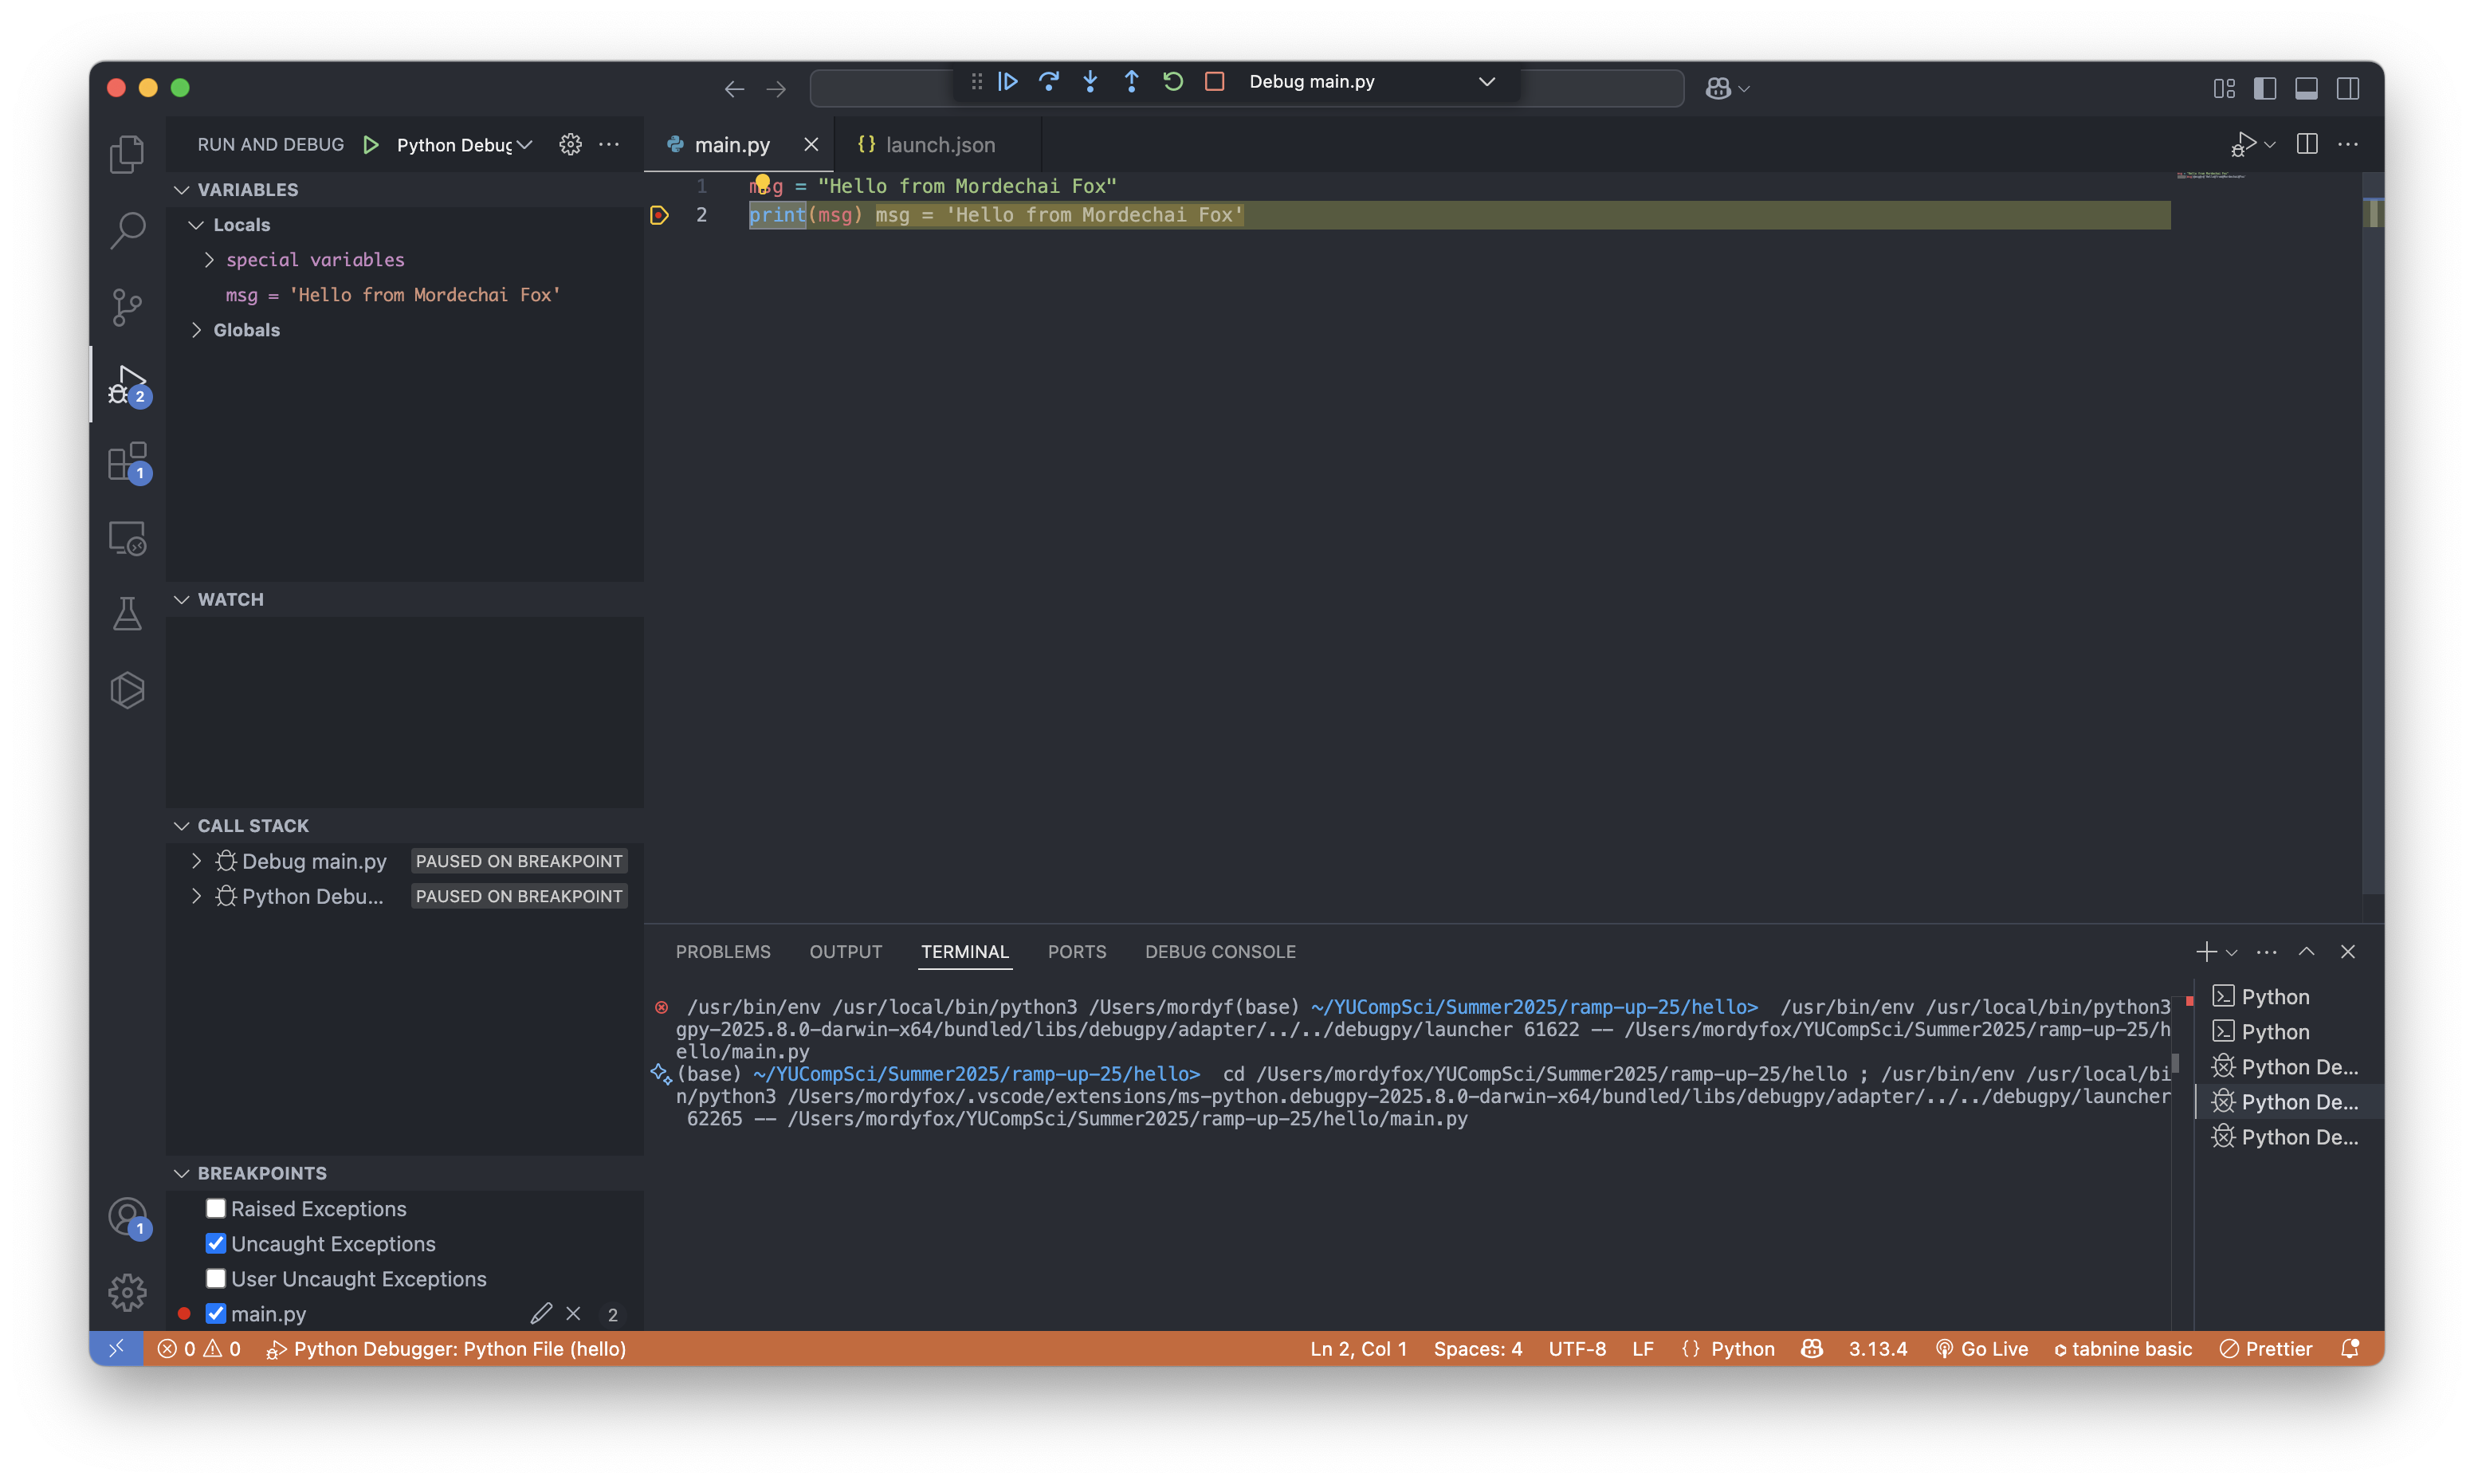 Debug main.py
RUN AND DEBUG
Python Debug
main.py
launch.json
VARIABLES
Locals
special variables
msg = 'Hello from Mordechai Fox'
Globals
1 msg = "Hello from Mordechai Fox"
2 print(msg) msg = 'Hello from Mordechai Fox'
2
1
WATCH
CALL STACK
Debug main.py PAUSED ON BREAKPOINT
Python Debu... PAUSED ON BREAKPOINT
BREAKPOINTS
Raised Exceptions
Uncaught Exceptions
User Uncaught Exceptions
main.py 2
1
PROBLEMS OUTPUT TERMINAL PORTS DEBUG CONSOLE
/usr/bin/env /usr/local/bin/python3 /Users/mordyf(base) ~/YUCompSci/Summer2025/ramp-up-25/hello> /usr/bin/env /usr/local/bin/python3
gpy-2025.8.0-darwin-x64/bundled/libs/debugpy/adapter/../../debugpy/launcher 61622 -- /Users/mordyfox/YUCompSci/Summer2025/ramp-up-25/h
ello/main.py
(base) ~/YUCompSci/Summer2025/ramp-up-25/hello> cd /Users/mordyfox/YUCompSci/Summer2025/ramp-up-25/hello ; /usr/bin/env /usr/local/bi
n/python3 /Users/mordyfox/.vscode/extensions/ms-python.debugpy-2025.8.0-darwin-x64/bundled/libs/debugpy/adapter/../../debugpy/launcher
62265 -- /Users/mordyfox/YUCompSci/Summer2025/ramp-up-25/hello/main.py
Python
Python
Python De...
Python De...
Python De...
0 0 Python Debugger: Python File (hello)
Ln 2, Col 1 Spaces: 4 UTF-8 LF {} Python 3.13.4 Go Live tabnine basic Prettier